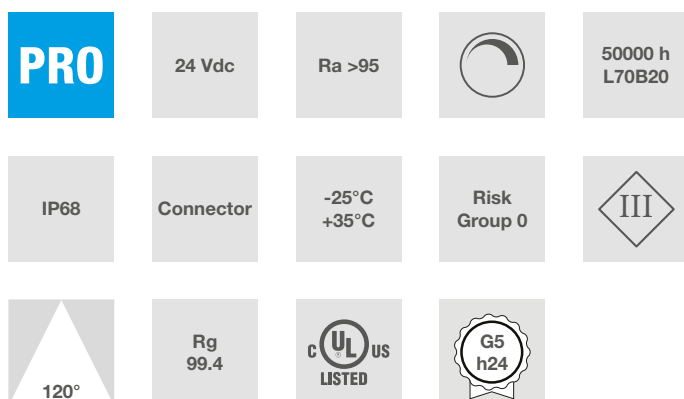 PRO
24 Vdc
Ra >95
50000 h
L70B20
IP68
Connector
-25°C
+35°C
Risk
Group 0
III
120°
Rg
99.4
C UL US
®
LISTED
G5
h24